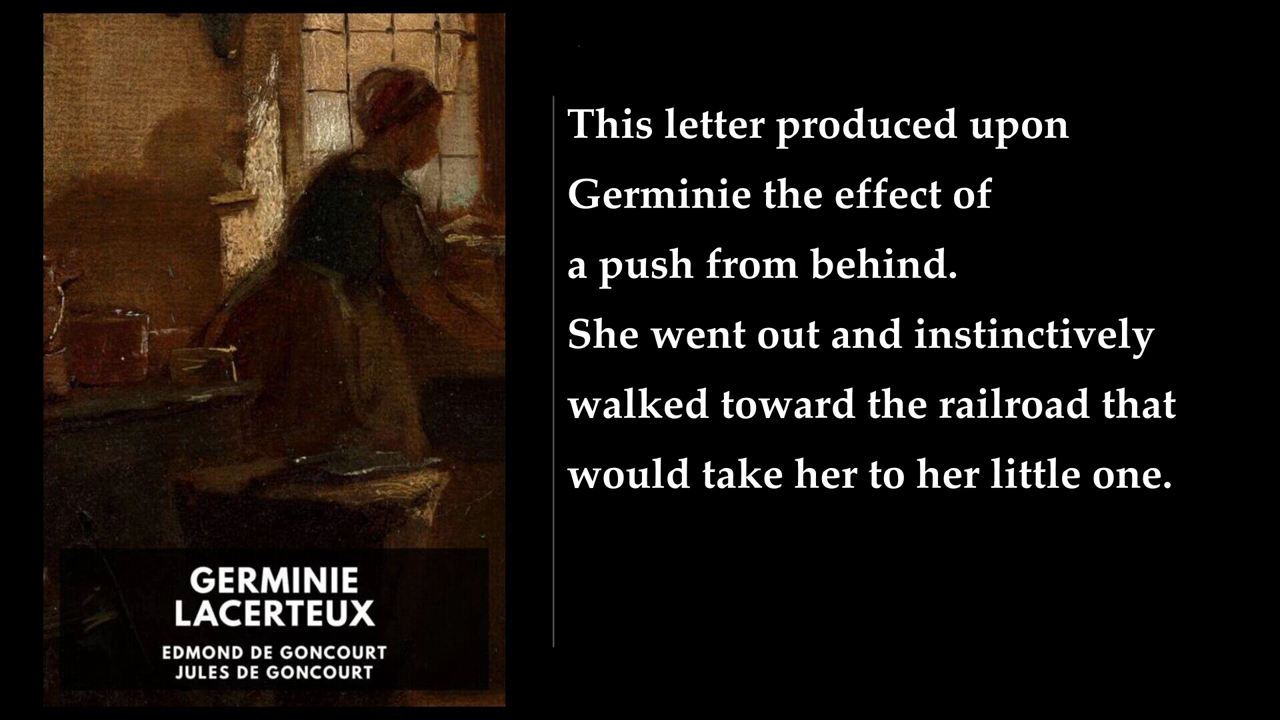 GERMINIE
LACERTEUX
EDMOND DE GONCOURT
JULES DE GONCOURT
This letter produced upon
Germinie the effect of
a push from behind.
She went out and instinctively
walked toward the railroad that
would take her to her little one.